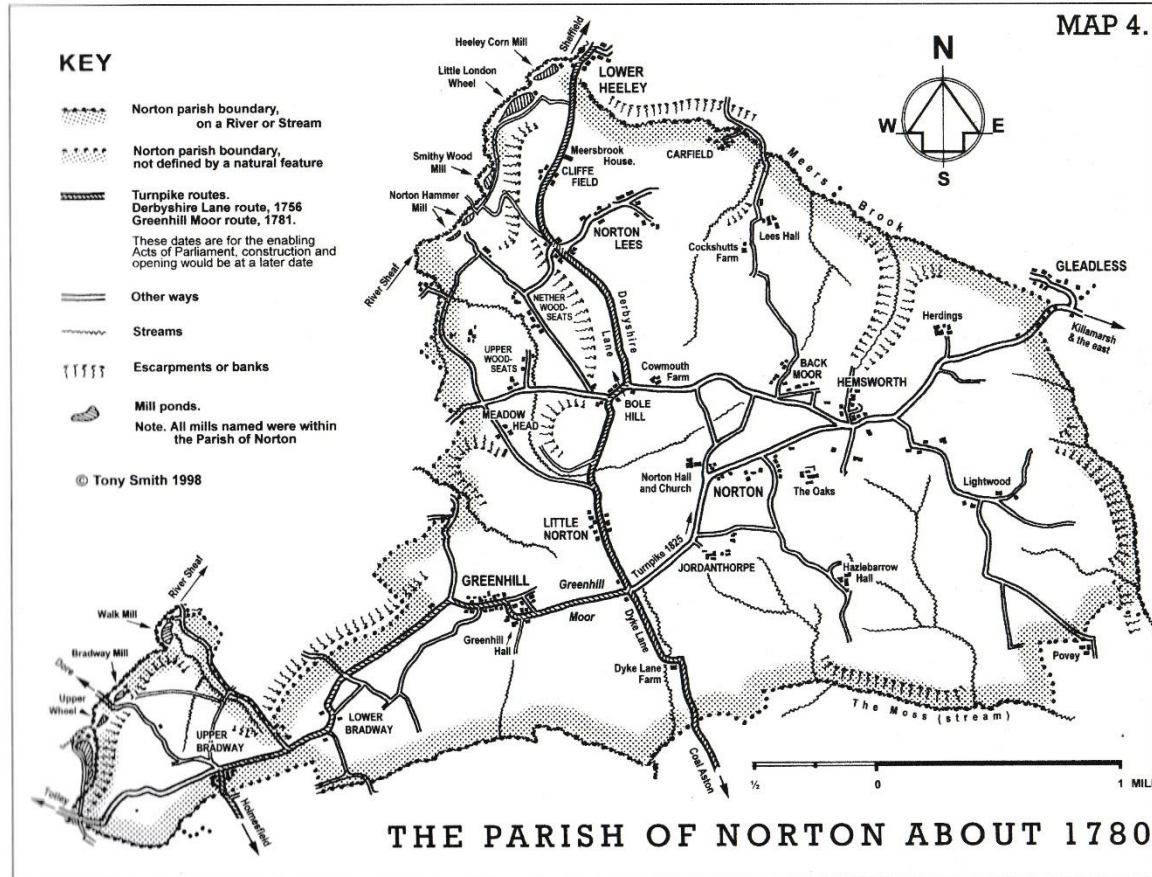 MAP 4.
KEY
Norton parish boundary,
on a River or Stream
Norton parish boundary,
not defined by a natural feature
Turnpike routes.
Derbyshire Lane route, 1756
Greenhill Moor route, 1781.
These dates are for the enabling
Acts of Parliament, construction and
opening would be at a later date
Other ways
Streams
Escarpments or banks
Mill ponds.
Note. All mills named were within
the Parish of Norton
© Tony Smith 1998
N
W
E
S
Heeley Corn Mill
Sheffield
Little London
Wheel
LOWER
HEELEY
Smithy Wood
Mill
Meersbrook
House.
CLIFFE
FIELD
CARFIELD
Meers Brook
Norton Hammer
Mill
NORTON
LEES
Cockshutts
Farm
Lees Hall
River Sheaf
GLEADLESS
Killamarsh
& the east
NETHER
WOOD-
SEATS
Derbyshire
Lane
Herdings
UPPER
WOOD-
SEATS
Cowmouth
Farm
BACK
MOOR
HEMSWORTH
MEADOW
HEAD
BOLE
HILL
Norton Hall
and Church
NORTON
The Oaks
Lightwood
LITTLE
NORTON
Turnpike 1825
JORDANTHORPE
Hazlebarrow
Hall
GREENHILL
Greenhill
Moor
Greenhill
Hall
Dyke Lane
Dyke Lane
Farm
Povey
The Moss (stream)
River Sheaf
Walk Mill
Bradway Mill
Dore
Upper
Wheel
UPPER
BRADWAY
LOWER
BRADWAY
Totley
Holmesfield
Coal Aston
½
0
1 MILE
THE PARISH OF NORTON ABOUT 1780